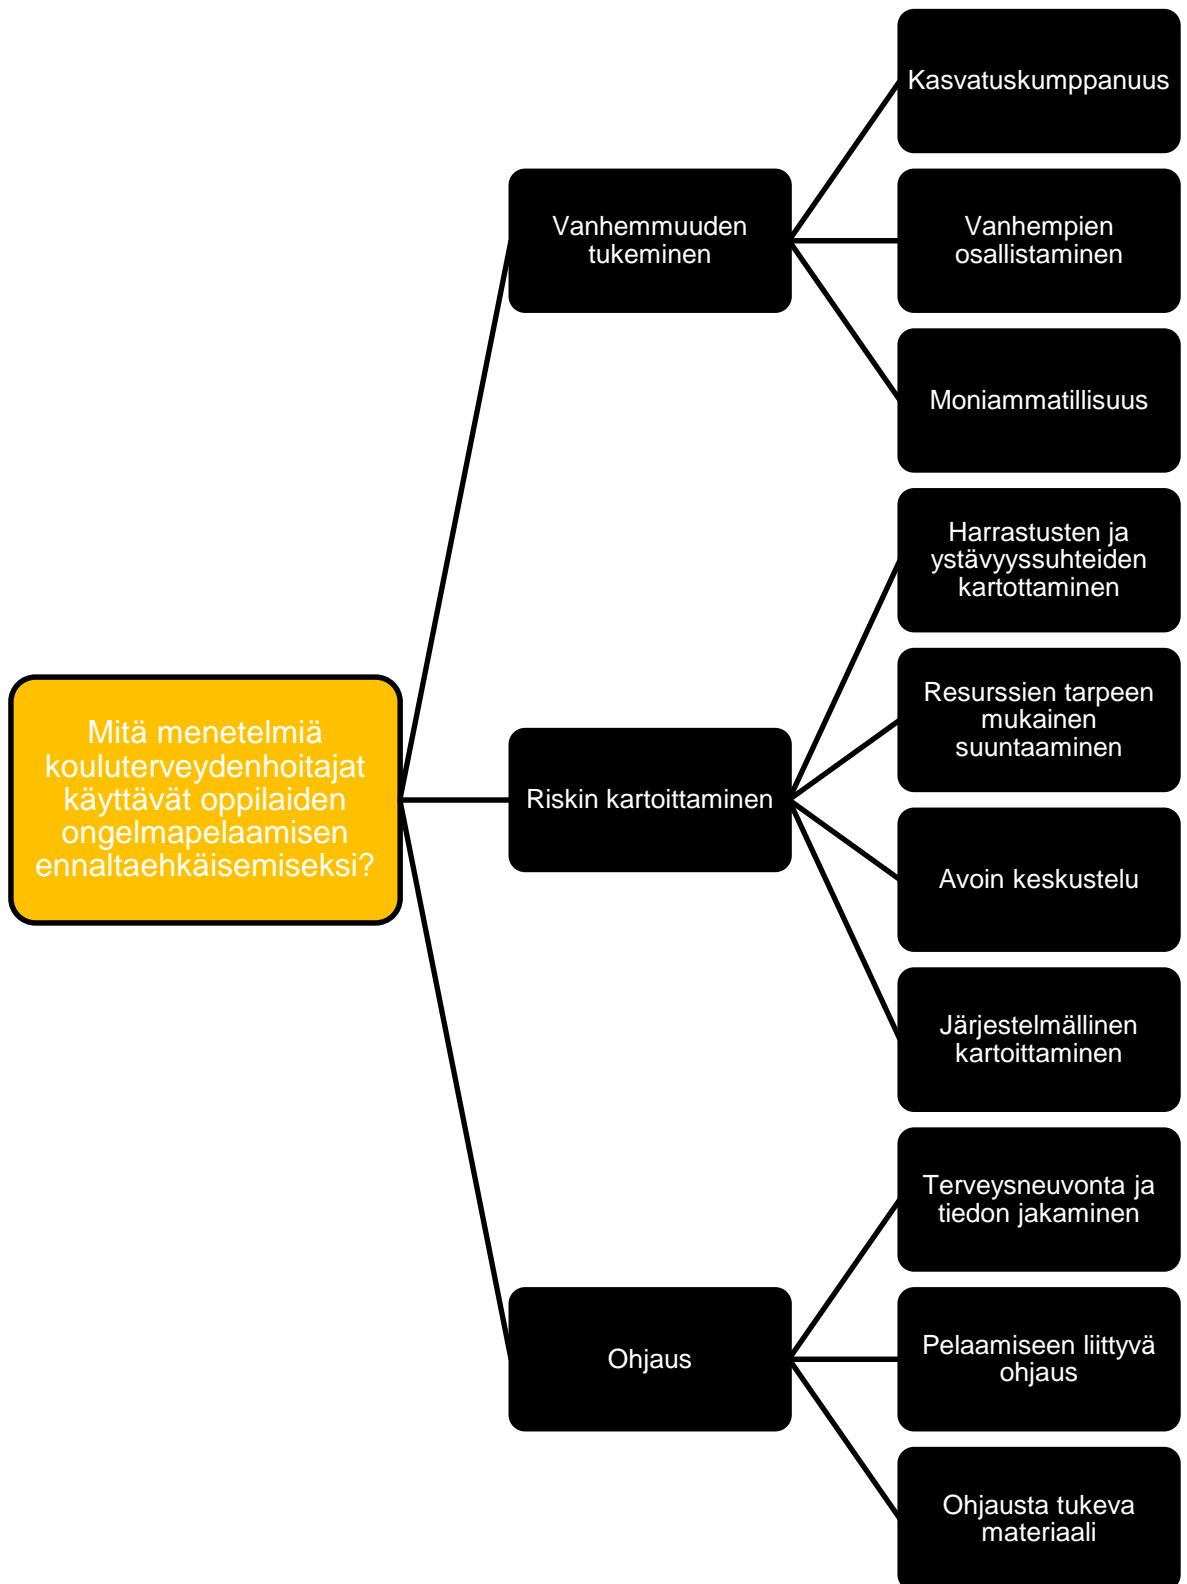 Mitä menetelmiä
kouluterveydenhoitajat
käyttävät oppilaiden
ongelmapelaamisen
ennaltaehkäisemiseksi?
Vanhemmuuden
tukeminen
Kasvatuskumppanuus
Vanhempien
osallistaminen
Moniammatillisuus
Riskin kartoittaminen
Harrastusten ja
ystävyyssuhteiden
kartottaminen
Resurssien tarpeen
mukainen
suuntaaminen
Avoin keskustelu
Järjestelmällinen
kartoittaminen
Ohjaus
Terveysneuvonta ja
tiedon jakaminen
Pelaamiseen liittyvä
ohjaus
Ohjausta tukeva
materiaali